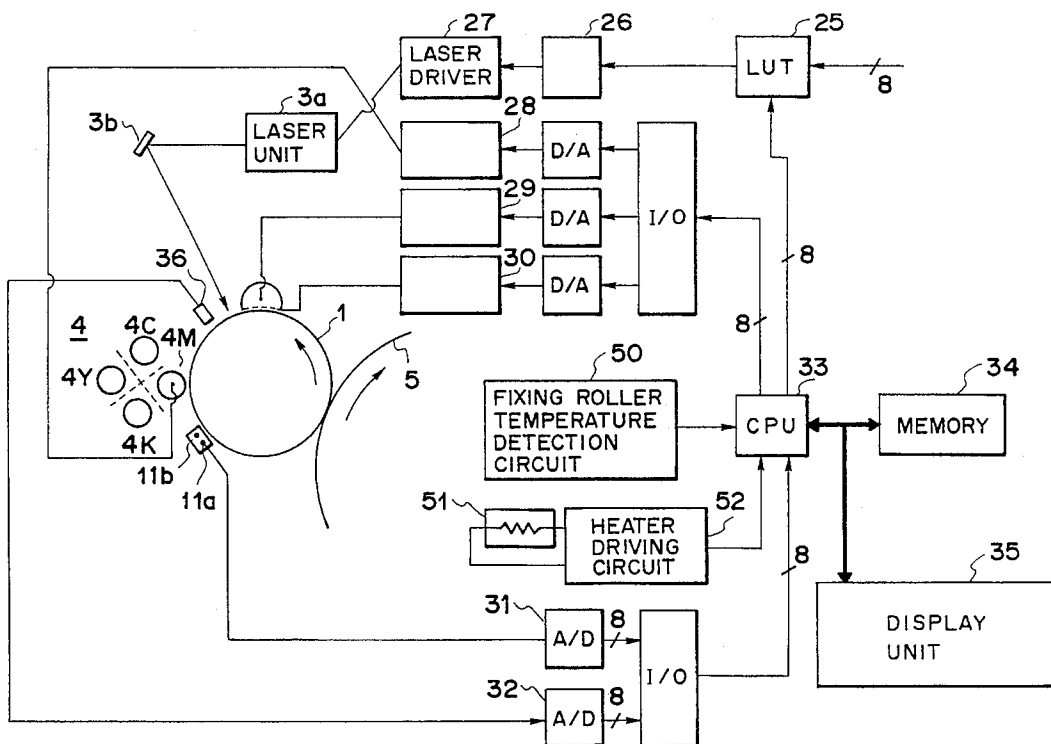 27
26
25
LASER
DRIVER
LUT
8
3a
3b
LASER
UNIT
28
D/A
29
D/A
I/O
30
D/A
8
8
36
1
4
4C
4M
4Y
4K
5
11b
11a
50
FIXING ROLLER
TEMPERATURE
DETECTION
CIRCUIT
33
CPU
34
MEMORY
51
HEATER
DRIVING
CIRCUIT
52
8
35
DISPLAY
UNIT
31
A/D
8
I/O
32
A/D
8